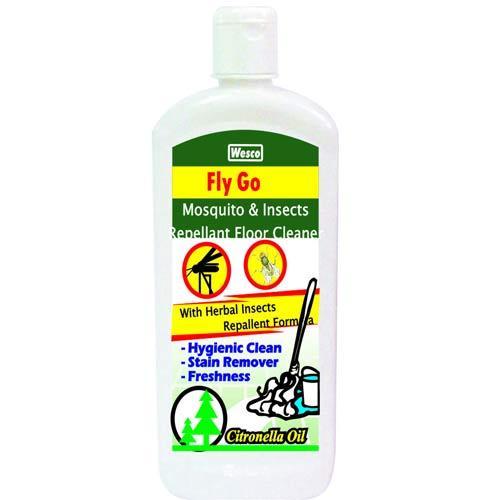 Wesco
Fly Go
Mosquito & Insects
Repellant Floor Cleaner
With Herbal Insects
Repallent Formula
- Hygienic Clean
- Stain Remover
- Freshness
Citronella Oil